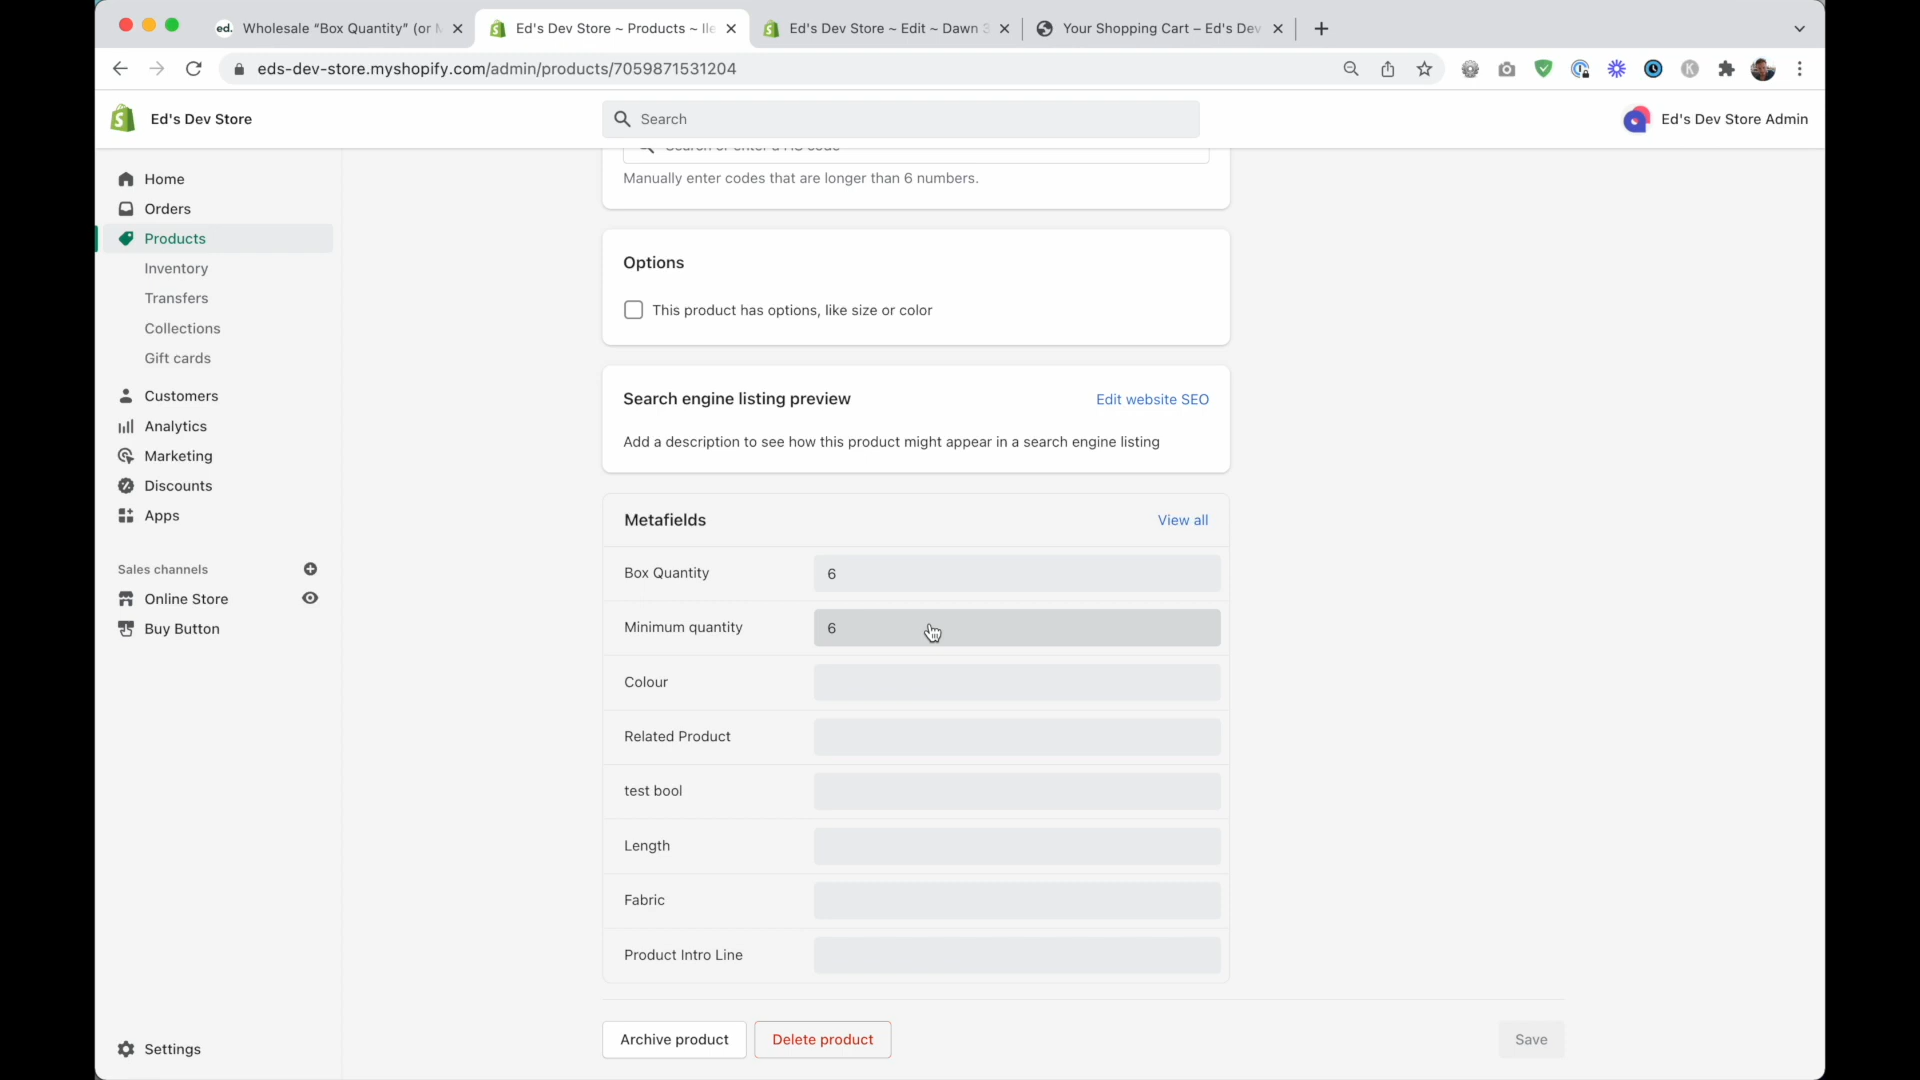 ed. Wholesale “Box Quantity” (or M
Ed's Dev Store ~ Products ~ Ile
Ed's Dev Store ~ Edit ~ Dawn 3
Your Shopping Cart – Ed's Dev
eds-dev-store.myshopify.com/admin/products/7059871531204
K
Ed's Dev Store
Search
Ed's Dev Store Admin
Home
Orders
Products
Inventory
Transfers
Collections
Gift cards
Customers
Analytics
Marketing
Discounts
Apps
Sales channels
Online Store
Buy Button
Settings
Search or enter a HS code
Manually enter codes that are longer than 6 numbers.
Options
This product has options, like size or color
Search engine listing preview
Edit website SEO
Add a description to see how this product might appear in a search engine listing
Metafields
View all
Box Quantity
6
Minimum quantity
6
Colour
Related Product
test bool
Length
Fabric
Product Intro Line
Archive product
Delete product
Save